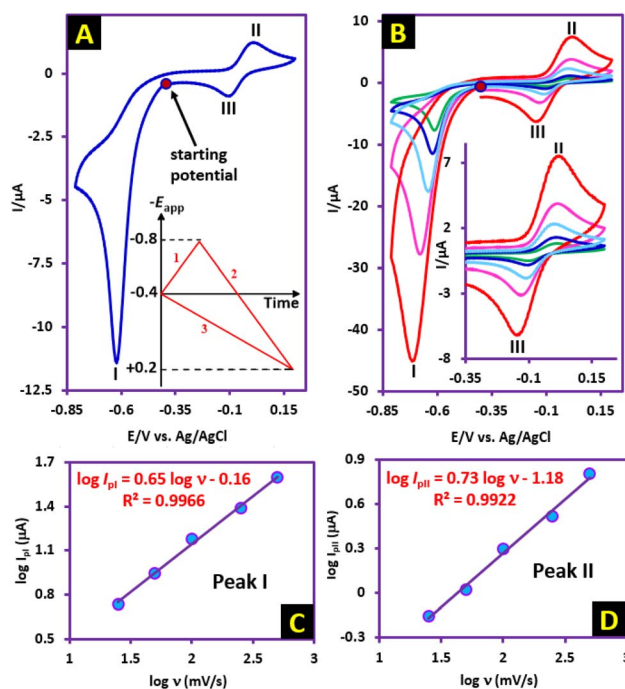 A
II
III
starting
potential
I
-Eapp
-0.8
1
2
-0.4
Time
3
+0.2
0
-2.5
-5
-7.5
-10
-12.5
I/µA
-0.85
-0.6
-0.35
-0.1
0.15
E/V vs. Ag/AgCl
B
II
III
I
10
0
-10
-20
-30
-40
-50
I/µA
7
2
-3
-8
I/µA
II
III
-0.35
-0.1
0.15
-0.85
-0.6
-0.35
-0.1
0.15
E/V vs. Ag/AgCl
log IpI = 0.65 log ν - 0.16
R² = 0.9966
Peak I
C
1.7
1.4
1.1
0.8
0.5
log IpI (µA)
1
1.5
2
2.5
3
log ν (mV/s)
log IpII = 0.73 log ν - 1.18
R² = 0.9922
Peak II
D
0.9
0.6
0.3
0
-0.3
log IpII (µA)
1
1.5
2
2.5
3
log ν (mV/s)